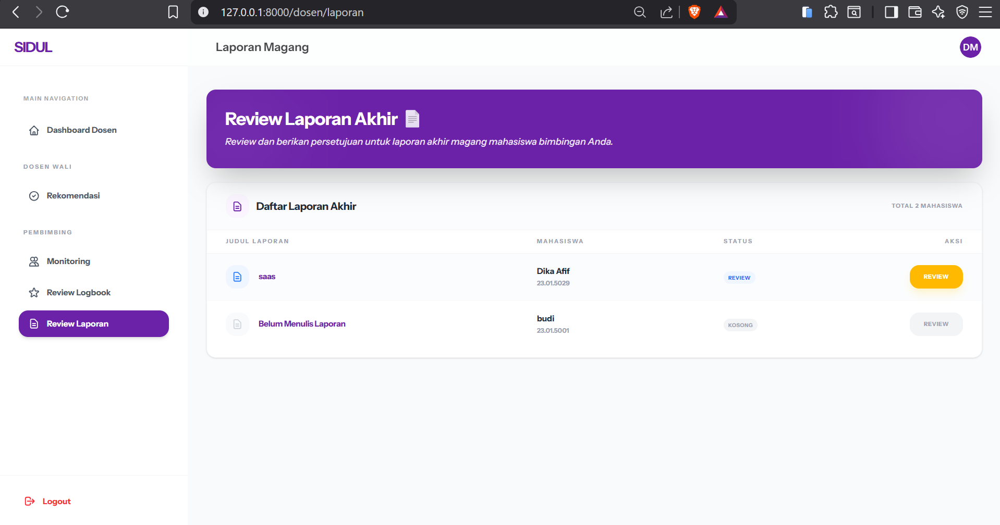 127.0.0.1:8000/dosen/laporan
SIDUL
Laporan Magang
DM
MAIN NAVIGATION
Dashboard Dosen
DOSEN WALI
Rekomendasi
PEMBIMBING
Monitoring
Review Logbook
Review Laporan
Logout
Review Laporan Akhir
Review dan berikan persetujuan untuk laporan akhir magang mahasiswa bimbingan Anda.
Daftar Laporan Akhir
TOTAL 2 MAHASISWA
JUDUL LAPORAN MAHASISWA STATUS AKSI
saas
Dika Afif
23.01.5029
REVIEW
REVIEW
Belum Menulis Laporan
budi
23.01.5001
KOSONG
REVIEW